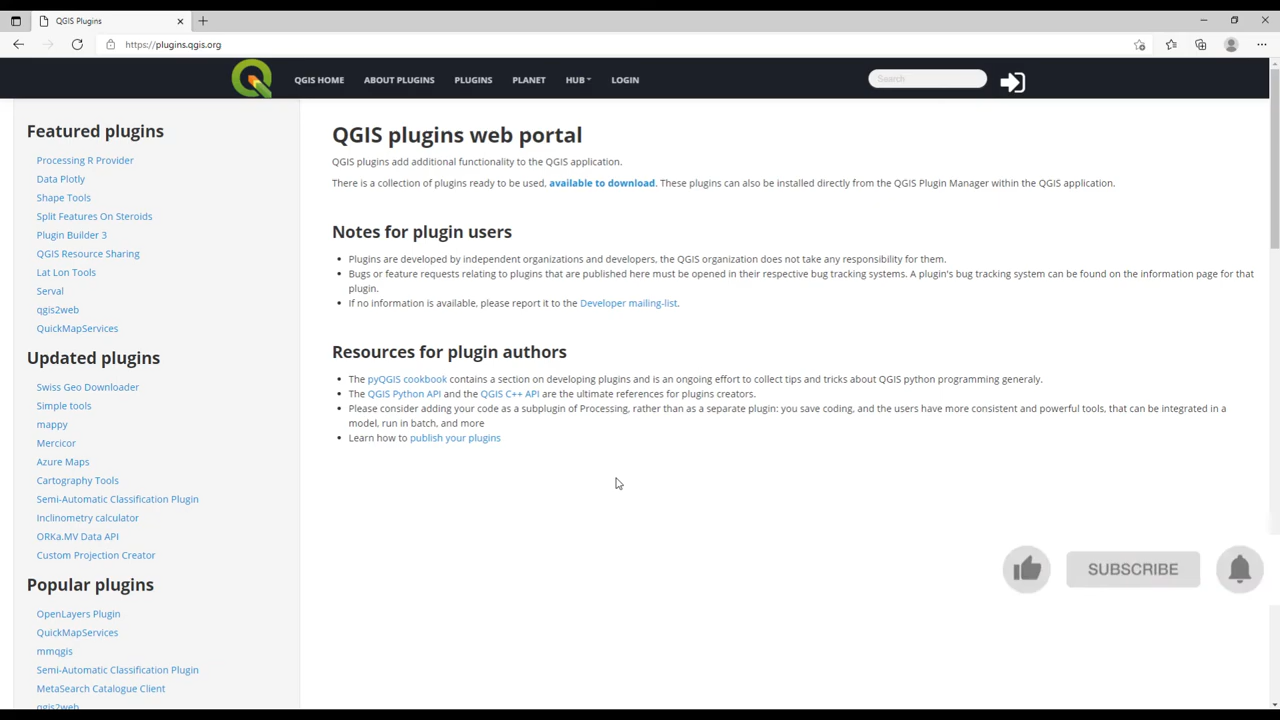 QGIS Plugins
https://plugins.qgis.org
QGIS HOME
ABOUT PLUGINS
PLUGINS
PLANET
HUB
LOGIN
Search
Featured plugins
Processing R Provider
Data Plotly
Shape Tools
Split Features On Steroids
Plugin Builder 3
QGIS Resource Sharing
Lat Lon Tools
Serval
qgis2web
QuickMapServices
Updated plugins
Swiss Geo Downloader
Simple tools
mappy
Mercicor
Azure Maps
Cartography Tools
Semi-Automatic Classification Plugin
Inclinometry calculator
ORKa.MV Data API
Custom Projection Creator
Popular plugins
OpenLayers Plugin
QuickMapServices
mmqgis
Semi-Automatic Classification Plugin
MetaSearch Catalogue Client
qgis2web
QGIS plugins web portal
QGIS plugins add additional functionality to the QGIS application.
There is a collection of plugins ready to be used, available to download. These plugins can also be installed directly from the QGIS Plugin Manager within the QGIS application.
Notes for plugin users
• Plugins are developed by independent organizations and developers, the QGIS organization does not take any responsibility for them.
• Bugs or feature requests relating to plugins that are published here must be opened in their respective bug tracking systems. A plugin's bug tracking system can be found on the information page for that
plugin.
• If no information is available, please report it to the Developer mailing-list.
Resources for plugin authors
• The pyQGIS cookbook contains a section on developing plugins and is an ongoing effort to collect tips and tricks about QGIS python programming generaly.
• The QGIS Python API and the QGIS C++ API are the ultimate references for plugins creators.
• Please consider adding your code as a subplugin of Processing, rather than as a separate plugin: you save coding, and the users have more consistent and powerful tools, that can be integrated in a
model, run in batch, and more
• Learn how to publish your plugins
SUBSCRIBE